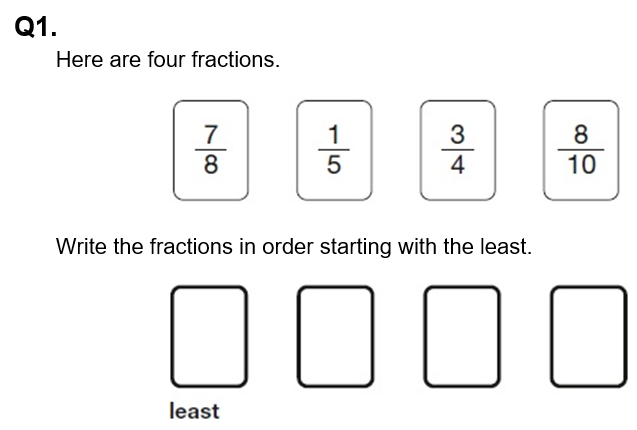 Q1.
Here are four fractions.
7/8 1/5 3/4 8/10
Write the fractions in order starting with the least.
least